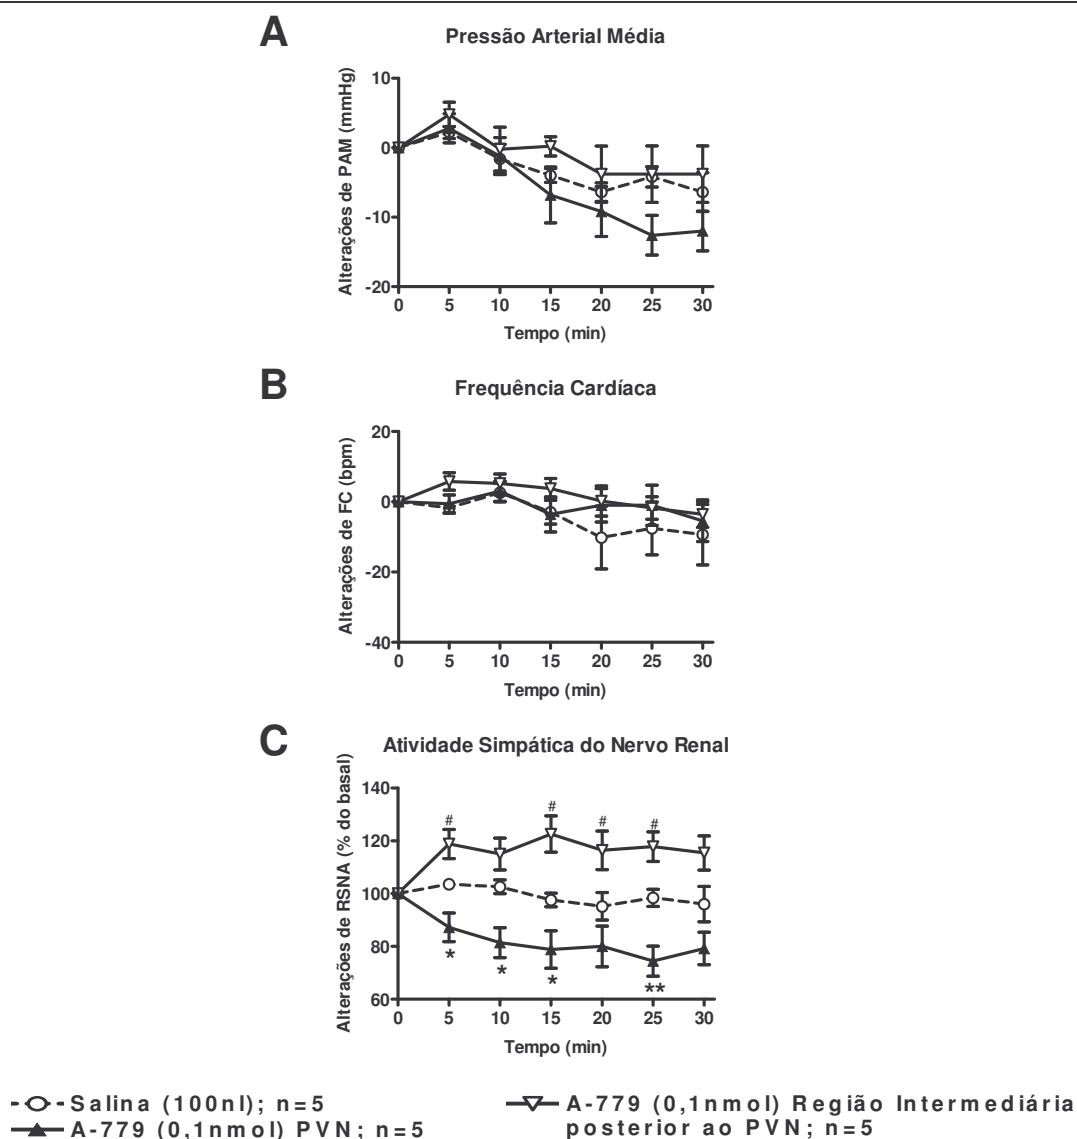 A
Pressão Arterial Média
Alterações de PAM (mmHg)
10
0
-10
-20
0 5 10 15 20 25 30
Tempo (min)
B
Frequência Cardíaca
Alterações de FC (bpm)
20
0
-20
-40
0 5 10 15 20 25 30
Tempo (min)
C
Atividade Simpática do Nervo Renal
Alterações de RSNA (% do basal)
140
120
100
80
60
# # # #
* * * **
0 5 10 15 20 25 30
Tempo (min)
Salina (100nl); n=5
A-779 (0,1nmol) PVN; n=5
A-779 (0,1nmol) Região Intermediária
posterior ao PVN; n=5